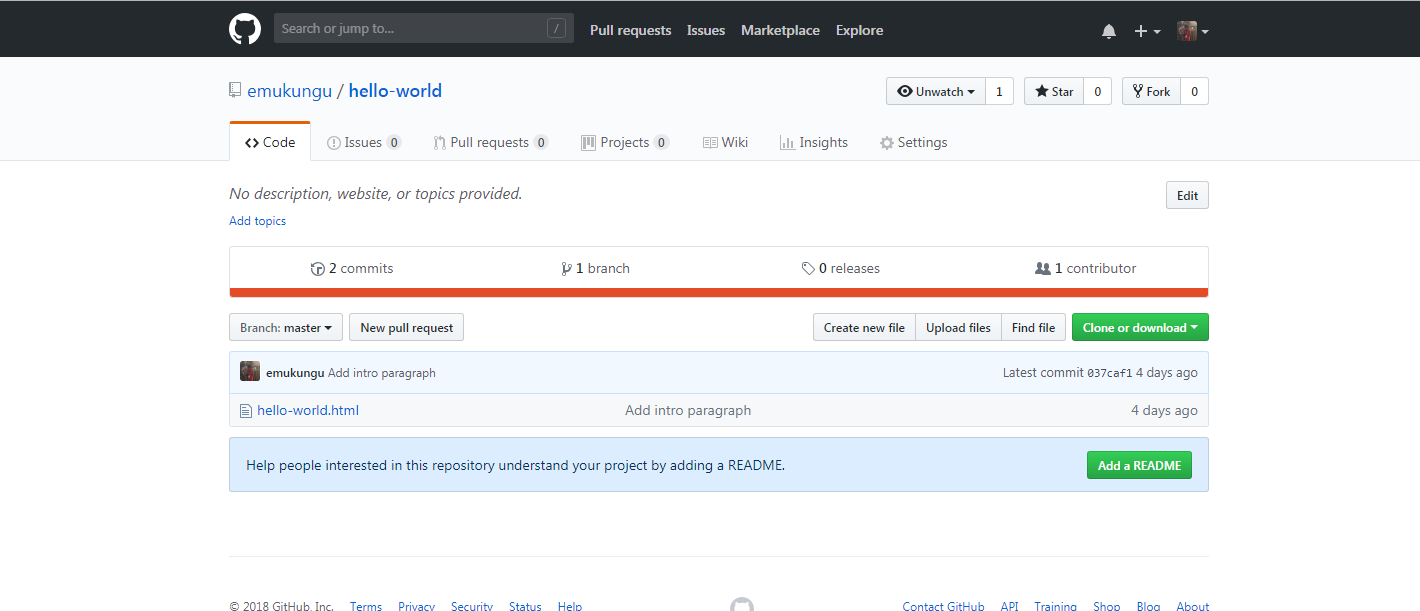 Search or jump to... / Pull requests Issues Marketplace Explore
emukungu / hello-world Unwatch 1 Star 0 Fork 0
Code Issues 0 Pull requests 0 Projects 0 Wiki Insights Settings
No description, website, or topics provided. Edit
Add topics
2 commits 1 branch 0 releases 1 contributor
Branch: master New pull request Create new file Upload files Find file Clone or download
emukungu Add intro paragraph Latest commit 037caf1 4 days ago
hello-world.html Add intro paragraph 4 days ago
Help people interested in this repository understand your project by adding a README. Add a README
© 2018 GitHub, Inc. Terms Privacy Security Status Help Contact GitHub API Training Shop Blog About